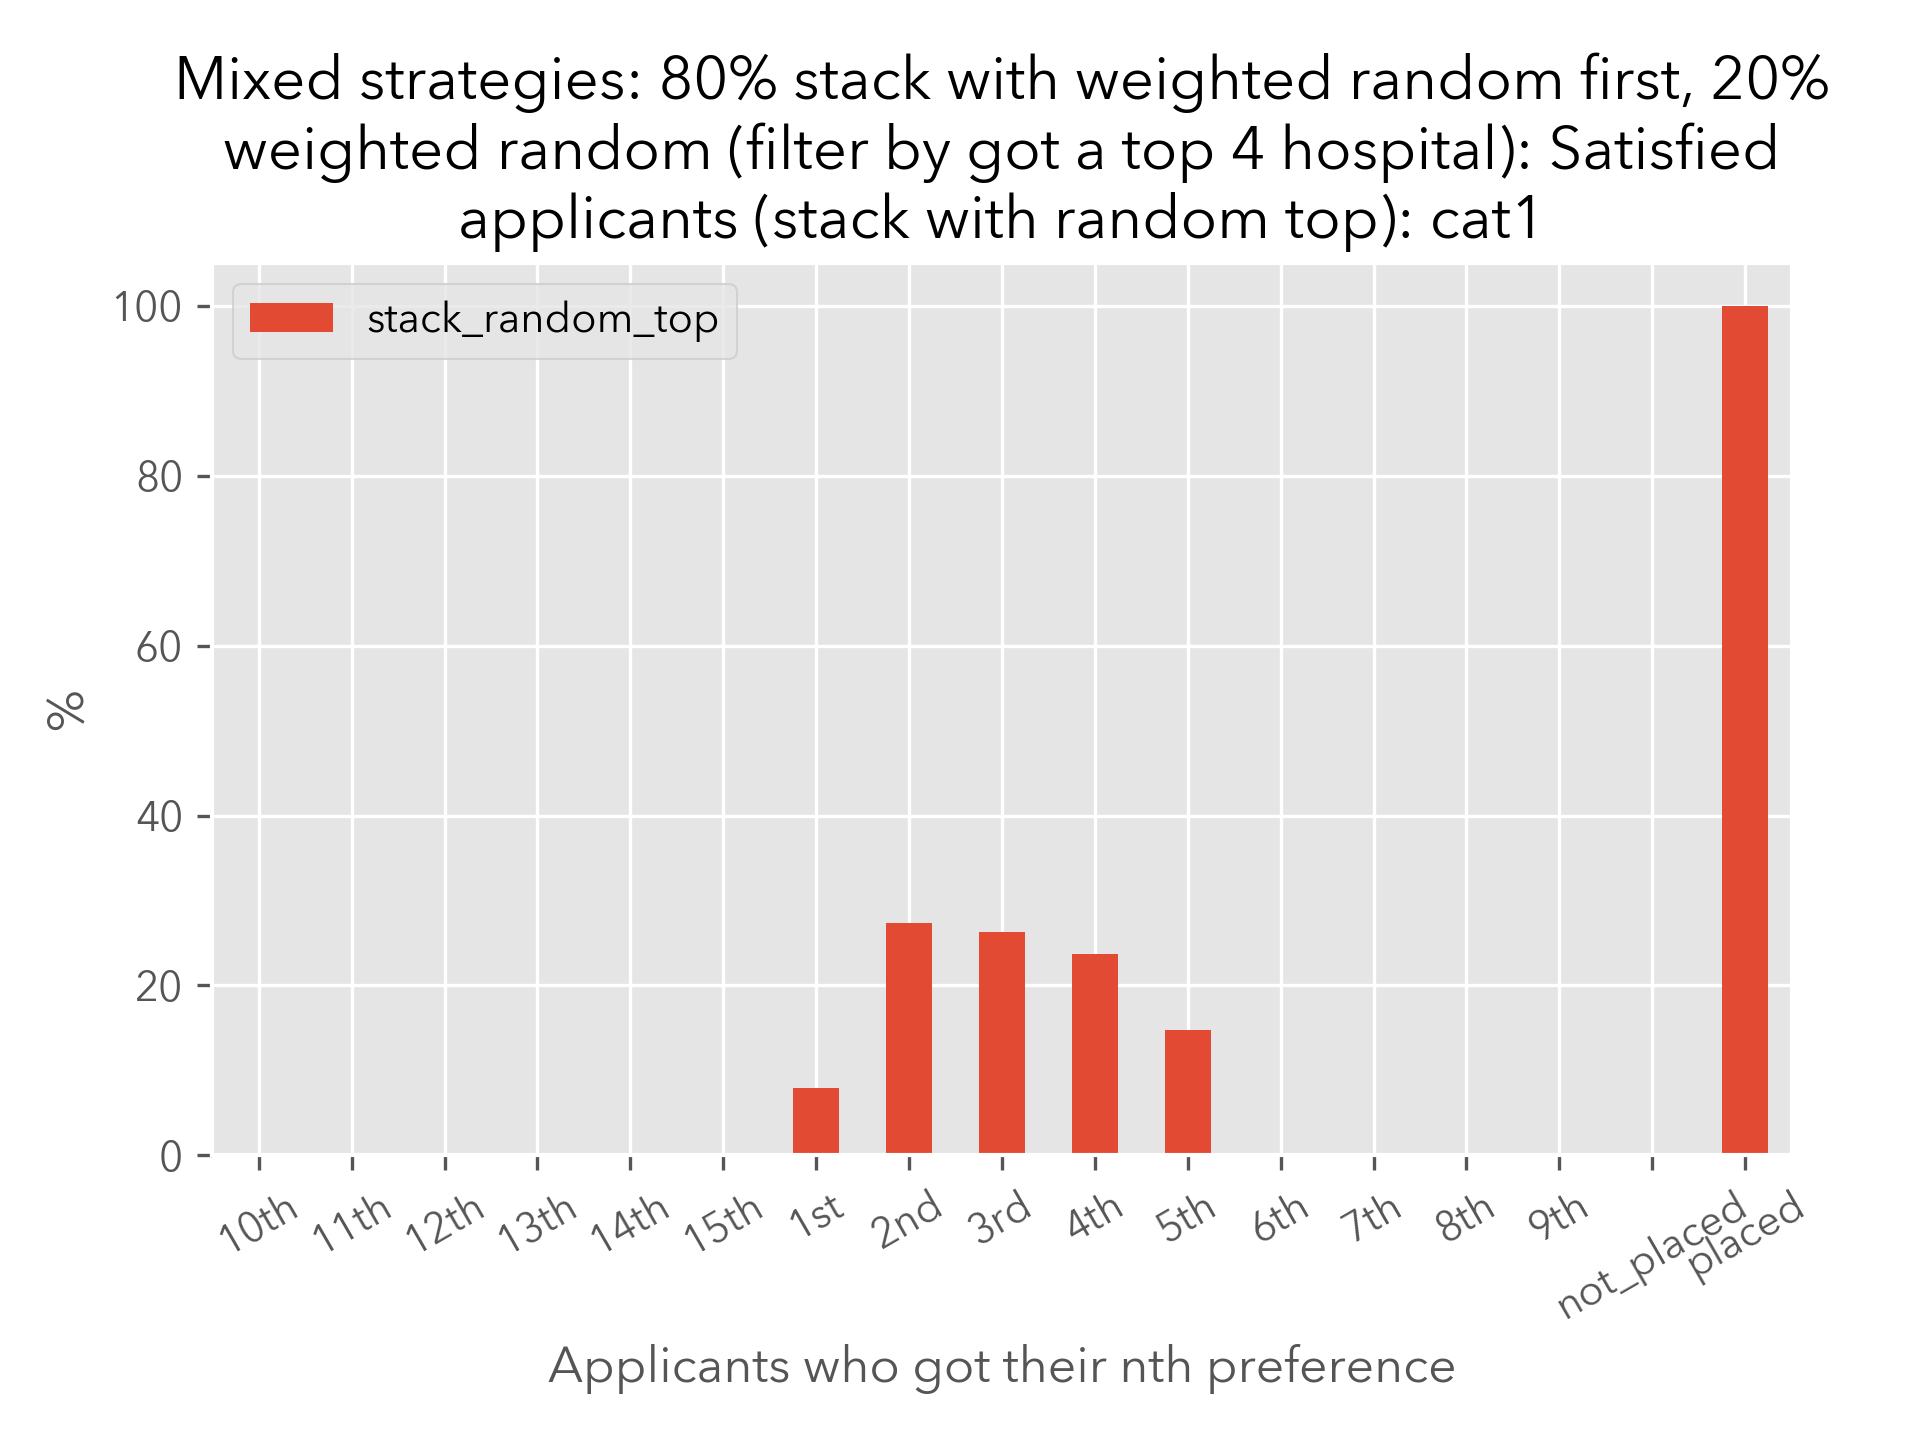 Mixed strategies: 80% stack with weighted random first, 20%
weighted random (filter by got a top 4 hospital): Satisfied
applicants (stack with random top): cat1
stack_random_top
100
80
60
40
20
0
%
10th
11th
12th
13th
14th
15th
1st
2nd
3rd
4th
5th
6th
7th
8th
9th
not_placed
placed
Applicants who got their nth preference